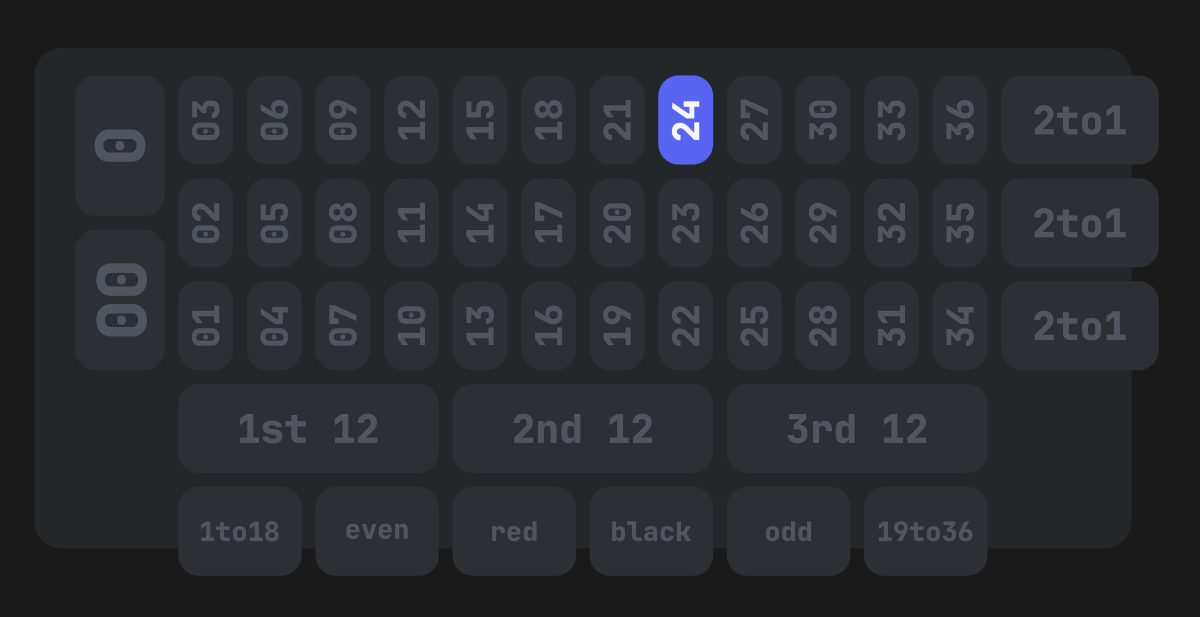 0
00
03 06 09 12 15 18 21 24 27 30 33 36 2to1
02 05 08 11 14 17 20 23 26 29 32 35 2to1
01 04 07 10 13 16 19 22 25 28 31 34 2to1
1st 12 2nd 12 3rd 12
1to18 even red black odd 19to36